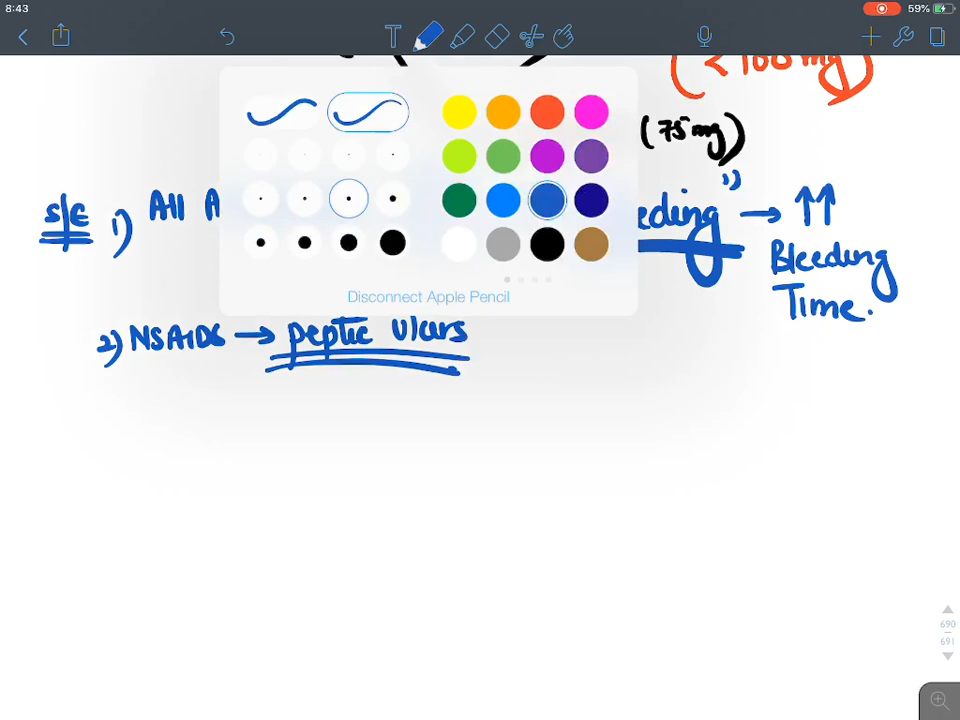 8:43
59%
T
(<100 mg)
(75 mg)
S/E 1) All A
eeding" → ↑↑
Bleeding
Time.
Disconnect Apple Pencil
2) NSAIDs → peptic Ulcers
690
691